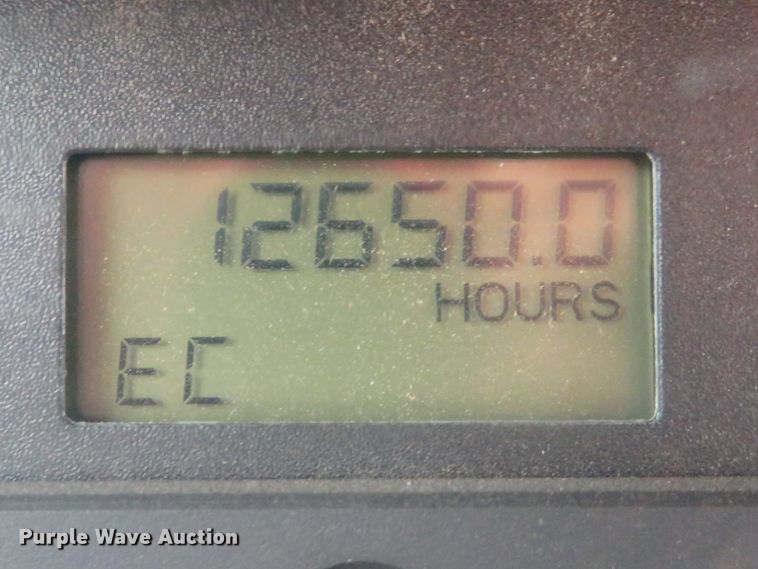 12650.0
HOURS
EC
Purple Wave Auction